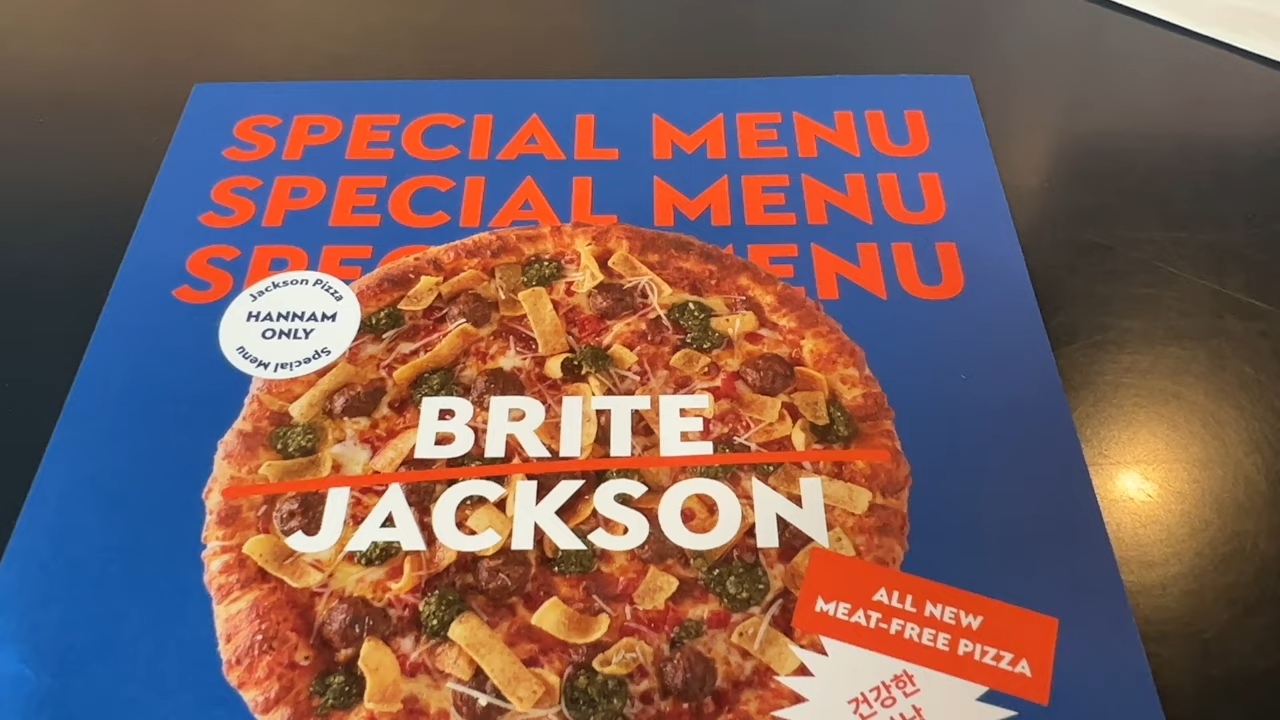 SPECIAL MENU
SPECIAL MENU
SPECIAL MENU
Jackson Pizza
HANNAM
ONLY
Special Menu
BRITE
JACKSON
ALL NEW
MEAT-FREE PIZZA
건강한